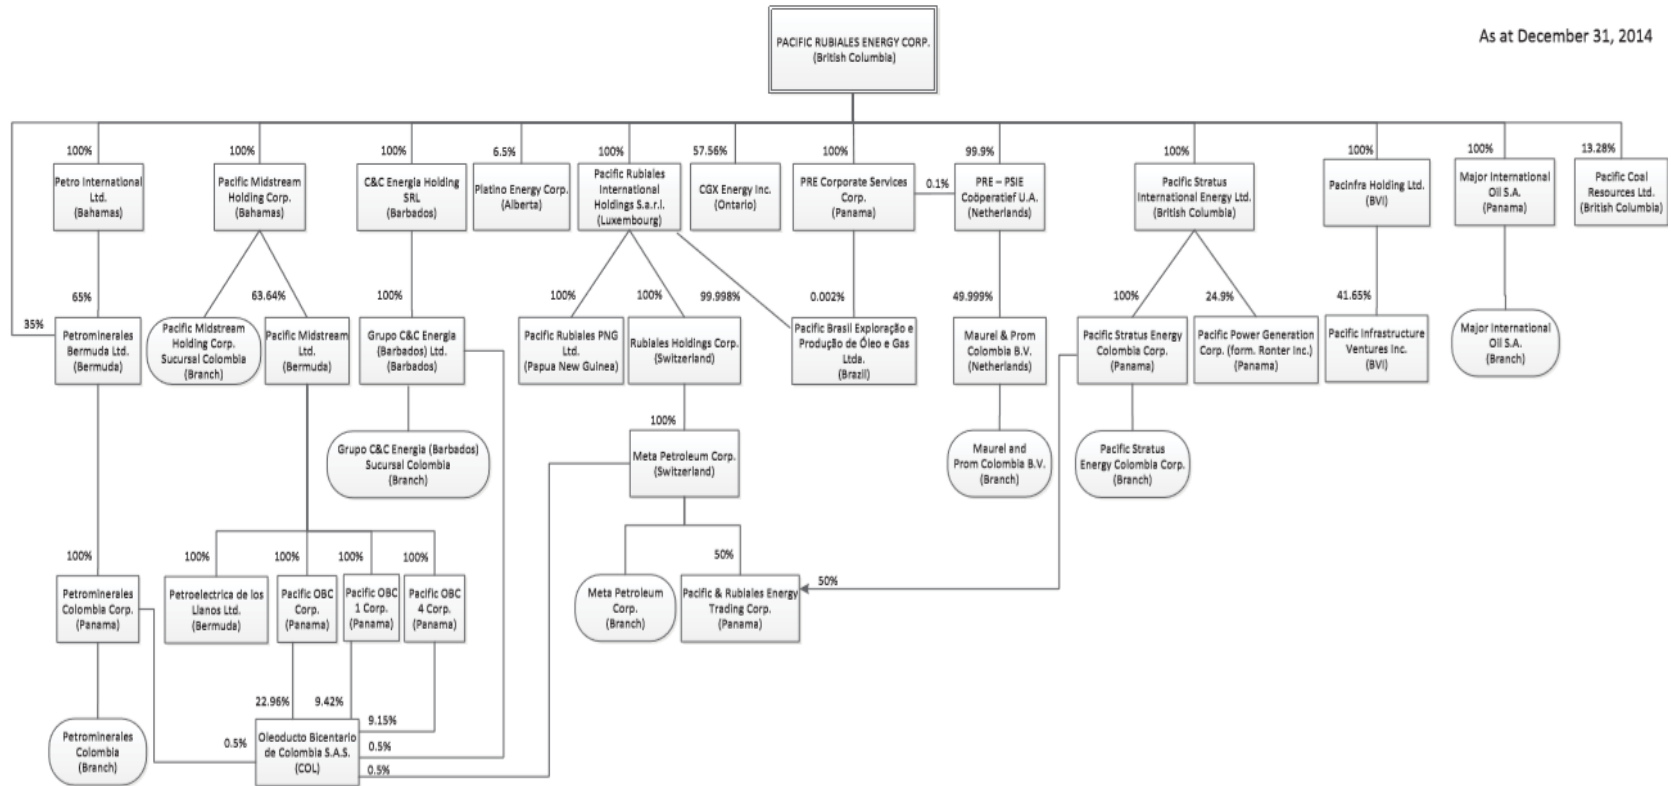 PACIFIC RUBIALES ENERGY CORP.
(British Columbia)
As at December 31, 2014
100%
100%
100%
6.5%
100%
57.56%
100%
99.9%
100%
100%
100%
13.28%
Petro International
Ltd.
(Bahamas)
Pacific Midstream
Holding Corp.
(Bahamas)
C&C Energia Holding
SRL
(Barbados)
Platino Energy Corp.
(Alberta)
Pacific Rubiales
International
Holdings S.a.r.l.
(Luxembourg)
CGX Energy Inc.
(Ontario)
PRE Corporate Services
Corp.
(Panama)
0.1%
PRE – PSIE
Coöperatief U.A.
(Netherlands)
Pacific Stratus
International Energy Ltd.
(British Columbia)
Pacinfra Holding Ltd.
(BVI)
Major International
Oil S.A.
(Panama)
Pacific Coal
Resources Ltd.
(British Columbia)
35%
65%
63.64%
100%
100%
100%
99.998%
0.002%
49.999%
100%
24.9%
41.65%
Petrominerales
Bermuda Ltd.
(Bermuda)
Pacific Midstream
Holding Corp.
Sucursal Colombia
(Branch)
Pacific Midstream
Ltd.
(Bermuda)
Grupo C&C Energia
(Barbados) Ltd.
(Barbados)
Pacific Rubiales PNG
Ltd.
(Papua New Guinea)
Rubiales Holdings Corp.
(Switzerland)
Pacific Brasil Exploração e
Produção de Óleo e Gas
Ltda.
(Brazil)
Maurel & Prom
Colombia B.V.
(Netherlands)
Pacific Stratus Energy
Colombia Corp.
(Panama)
Pacific Power Generation
Corp. (form. Ronter Inc.)
(Panama)
Pacific Infrastructure
Ventures Inc.
(BVI)
Major International
Oil S.A.
(Branch)
100%
Grupo C&C Energia (Barbados)
Sucursal Colombia
(Branch)
Meta Petroleum Corp.
(Switzerland)
Maurel and
Prom Colombia B.V.
(Branch)
Pacific Stratus
Energy Colombia Corp.
(Branch)
100%
100%
100%
100%
100%
50%
50%
Petrominerales
Colombia Corp.
(Panama)
Petroelectrica de los
Llanos Ltd.
(Bermuda)
Pacific OBC
Corp.
(Panama)
Pacific OBC
1 Corp.
(Panama)
Pacific OBC
4 Corp.
(Panama)
Meta Petroleum
Corp.
(Branch)
Pacific & Rubiales Energy
Trading Corp.
(Panama)
22.96%
9.42%
9.15%
0.5%
0.5%
0.5%
Petrominerales
Colombia
(Branch)
Oleoducto Bicentario
de Colombia S.A.S.
(COL)